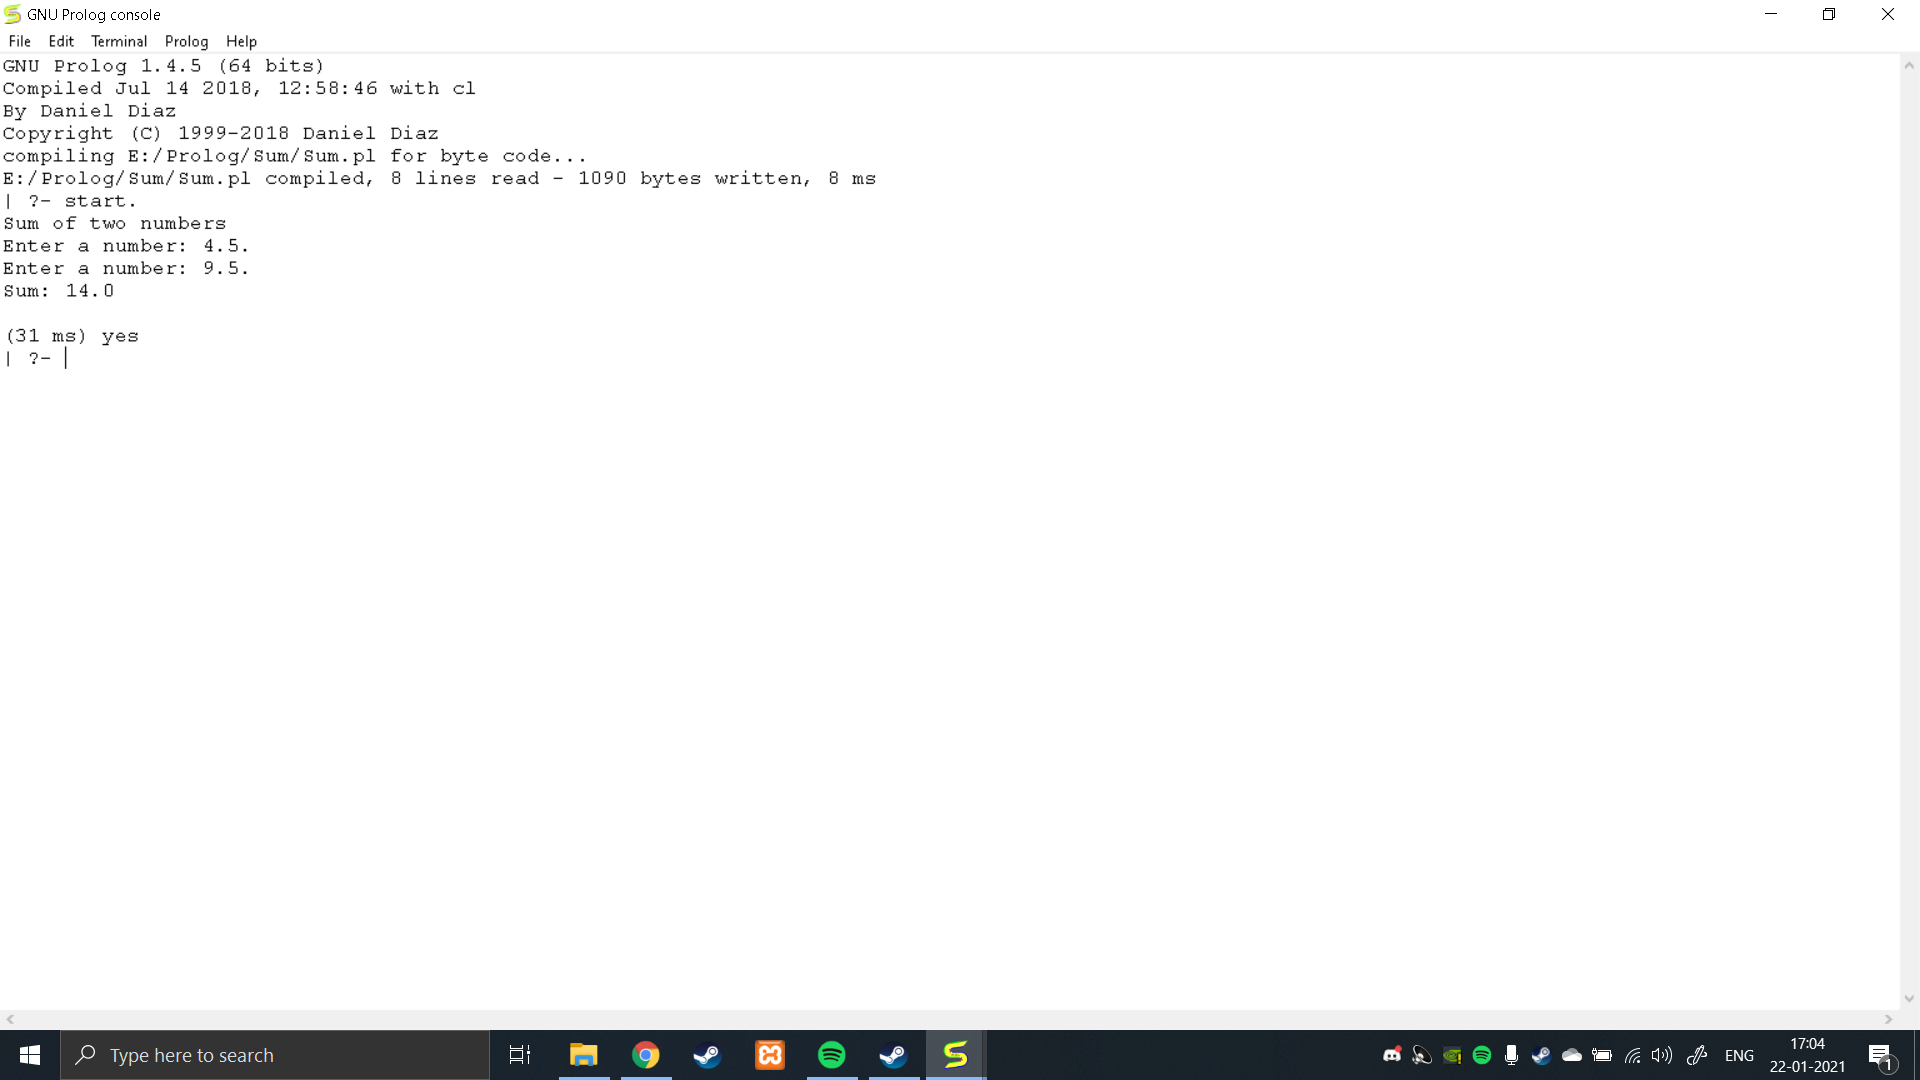 GNU Prolog console
File Edit Terminal Prolog Help
GNU Prolog 1.4.5 (64 bits)
Compiled Jul 14 2018, 12:58:46 with cl
By Daniel Diaz
Copyright (C) 1999-2018 Daniel Diaz
compiling E:/Prolog/Sum/Sum.pl for byte code...
E:/Prolog/Sum/Sum.pl compiled, 8 lines read - 1090 bytes written, 8 ms
| ?- start.
Sum of two numbers
Enter a number: 4.5.
Enter a number: 9.5.
Sum: 14.0
(31 ms) yes
| ?-
Type here to search
ENG
17:04
22-01-2021
1